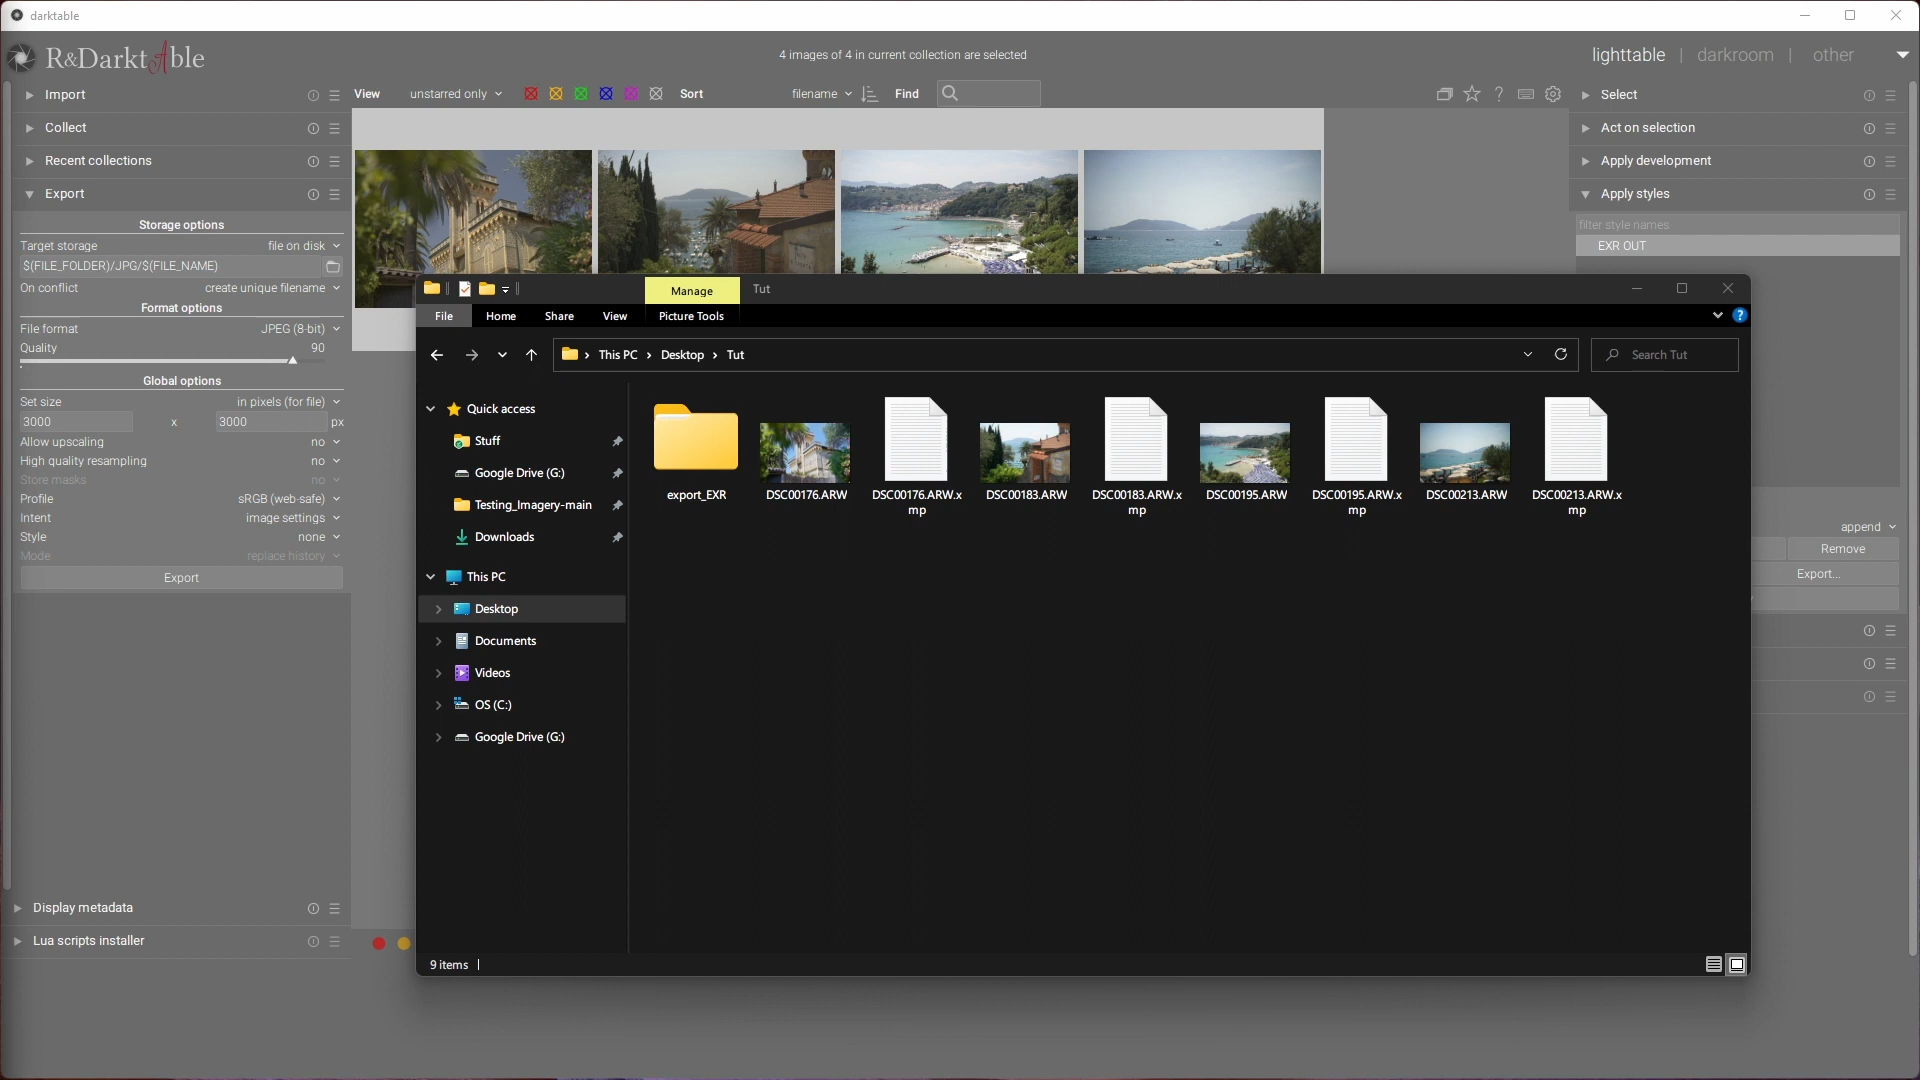 darktable
R&DarktAble
4 images of 4 in current collection are selected
lighttable | darkroom | other
Import
View unstarred only Sort filename Find
Select
Collect
Act on selection
Recent collections
Apply development
Export
Apply styles
Storage options
filter style names
Target storage file on disk
EXR OUT
$(FILE_FOLDER)/JPG/$(FILE_NAME)
On conflict create unique filename
Format options
File format JPEG (8-bit)
Quality 90
Global options
Set size in pixels (for file)
3000 x 3000 px
Allow upscaling no
High quality resampling no
Store masks no
Profile sRGB (web-safe)
Intent image settings
Style none
Mode replace history
Export
Display metadata
Lua scripts installer
Manage Tut
File Home Share View Picture Tools
This PC > Desktop > Tut
Search Tut
Quick access
Stuff
Google Drive (G:)
Testing_Imagery-main
Downloads
This PC
Desktop
Documents
Videos
OS (C:)
Google Drive (G:)
export_EXR DSC00176.ARW DSC00176.ARW.x DSC00183.ARW DSC00183.ARW.x DSC00195.ARW DSC00195.ARW.x DSC00213.ARW DSC00213.ARW.x
mp mp mp mp
9 items
append
Remove
Export...